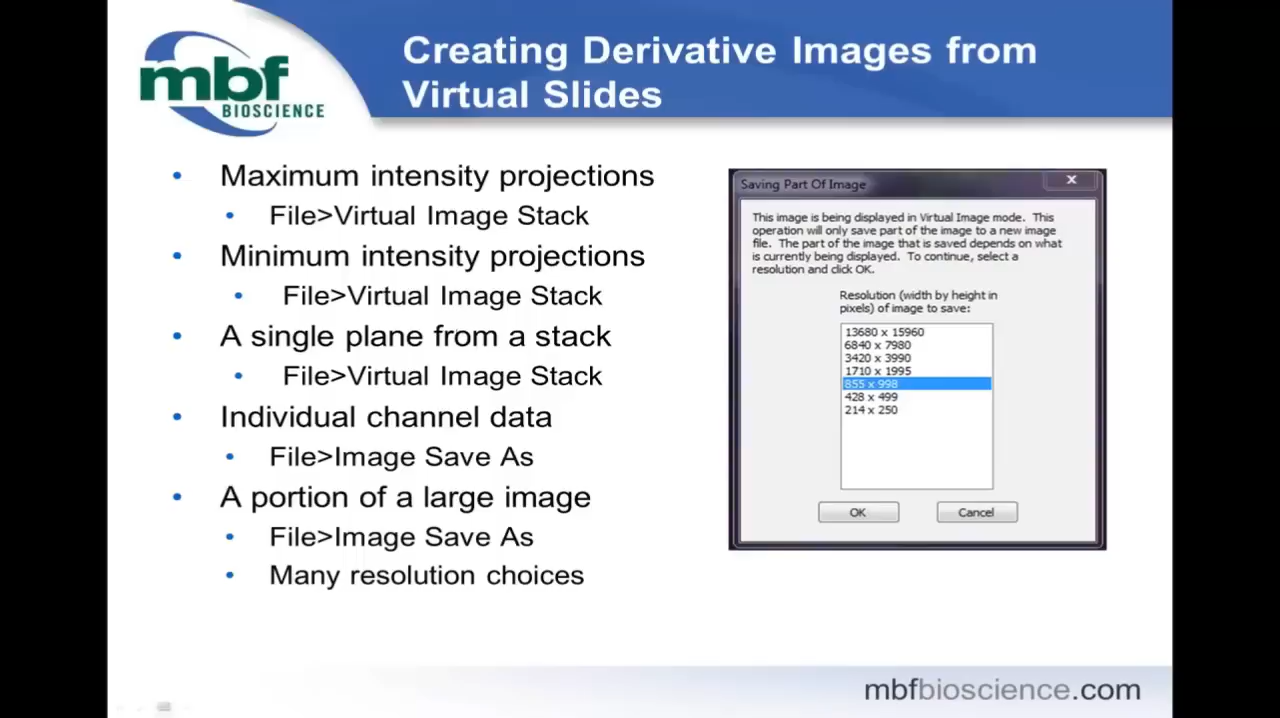 mbf
BIOSCIENCE
Creating Derivative Images from
Virtual Slides
• Maximum intensity projections
• File>Virtual Image Stack
• Minimum intensity projections
• File>Virtual Image Stack
• A single plane from a stack
• File>Virtual Image Stack
• Individual channel data
• File>Image Save As
• A portion of a large image
• File>Image Save As
• Many resolution choices
Saving Part Of Image
This image is being displayed in Virtual Image mode. This
operation will only save part of the image to a new image
file. The part of the image that is saved depends on what
is currently being displayed. To continue, select a
resolution and click OK.
Resolution (width by height in
pixels) of image to save:
13680 x 15960
6840 x 7980
3420 x 3990
1710 x 1995
855 x 998
428 x 499
214 x 250
OK Cancel
mbfbioscience.com